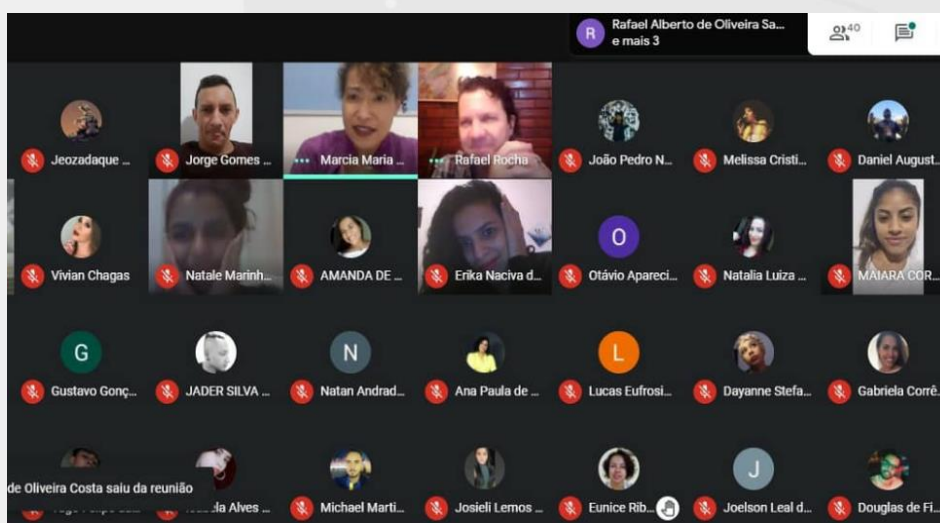 R
Rafael Alberto de Oliveira Sa...
e mais 3
40
Jeozadaque ...
Jorge Gomes ...
Marcia Maria ...
Rafael Rocha
João Pedro N...
Melissa Cristi...
Daniel August...
Vivian Chagas
Natale Marinh...
AMANDA DE ...
Erika Naciva d...
O
Otávio Apareci...
Natalia Luiza ...
MAIARA COR...
G
Gustavo Gonç...
JADER SILVA ...
N
Natan Andrad...
Ana Paula de ...
L
Lucas Eufrosi...
Dayanne Stefa...
Gabriela Corrê...
de Oliveira Costa saiu da reunião
Alves ...
Michael Marti...
Josieli Lemos ...
Eunice Rib...
J
Joelson Leal d...
Douglas de Fi...